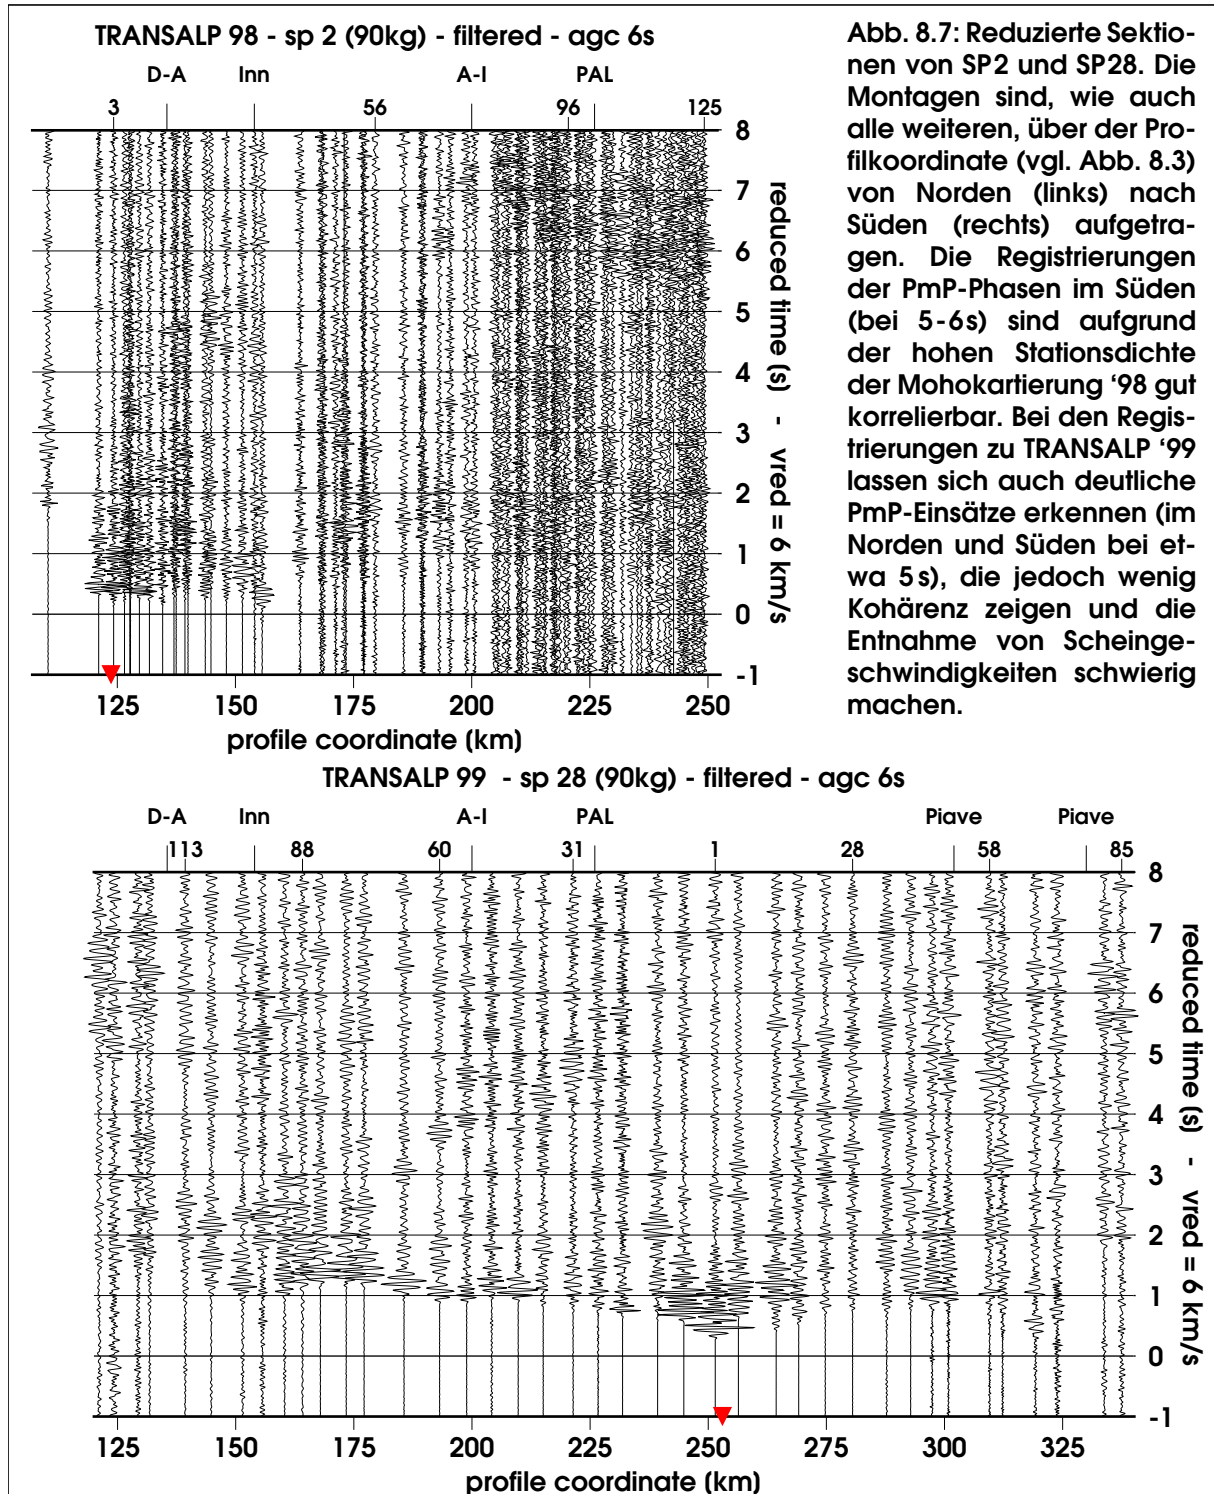 TRANSALP 98 - sp 2 (90kg) - filtered - agc 6s
D-A Inn A-I PAL
3 56 96 125
8
7
6
5
4
3
2
1
0
-1
reduced time (s) - vred = 6 km/s
125 150 175 200 225 250
profile coordinate (km)
Abb. 8.7: Reduzierte Sektio-
nen von SP2 und SP28. Die
Montagen sind, wie auch
alle weiteren, über der Pro-
filkoordinate (vgl. Abb. 8.3)
von Norden (links) nach
Süden (rechts) aufgetra-
gen. Die Registrierungen
der PmP-Phasen im Süden
(bei 5-6s) sind aufgrund
der hohen Stationsdichte
der Mohokartierung ‘98 gut
korrelierbar. Bei den Regis-
trierungen zu TRANSALP ‘99
lassen sich auch deutliche
PmP-Einsätze erkennen (im
Norden und Süden bei et-
wa 5s), die jedoch wenig
Kohärenz zeigen und die
Entnahme von Scheinge-
schwindigkeiten schwierig
machen.
TRANSALP 99 - sp 28 (90kg) - filtered - agc 6s
D-A Inn A-I PAL Piave Piave
113 88 60 31 1 28 58 85
8
7
6
5
4
3
2
1
0
-1
reduced time (s) - vred = 6 km/s
125 150 175 200 225 250 275 300 325
profile coordinate (km)